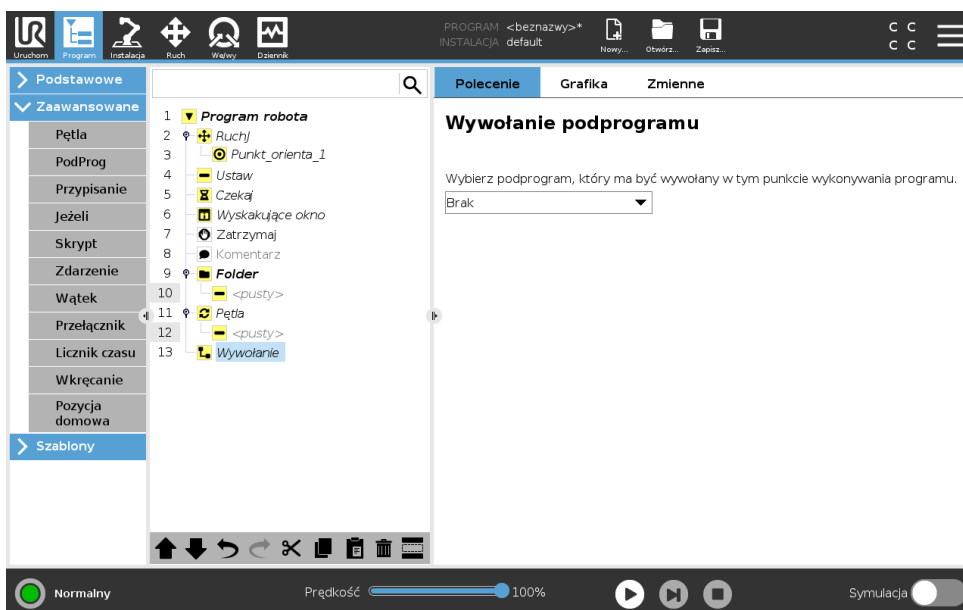 UR
Uruchom
Program
Instalacja
Ruch
We/wy
Dziennik
PROGRAM <beznazwy>*
INSTALACJA default
Nowy...
Otwórz...
Zapisz...
C C
C C
Podstawowe
Zaawansowane
Pętla
PodProg
Przypisanie
Jeżeli
Skrypt
Zdarzenie
Wątek
Przełącznik
Licznik czasu
Wkręcanie
Pozycja
domowa
Szablony
1 Program robota
2 RuchJ
3 Punkt_orienta_1
4 Ustaw
5 Czekaj
6 Wyskakujące okno
7 Zatrzymaj
8 Komentarz
9 Folder
10 <pusty>
11 Pętla
12 <pusty>
13 Wywołanie
Polecenie Grafika Zmienne
Wywołanie podprogramu
Wybierz podprogram, który ma być wywołany w tym punkcie wykonywania programu.
Brak
Normalny
Prędkość 100%
Symulacja